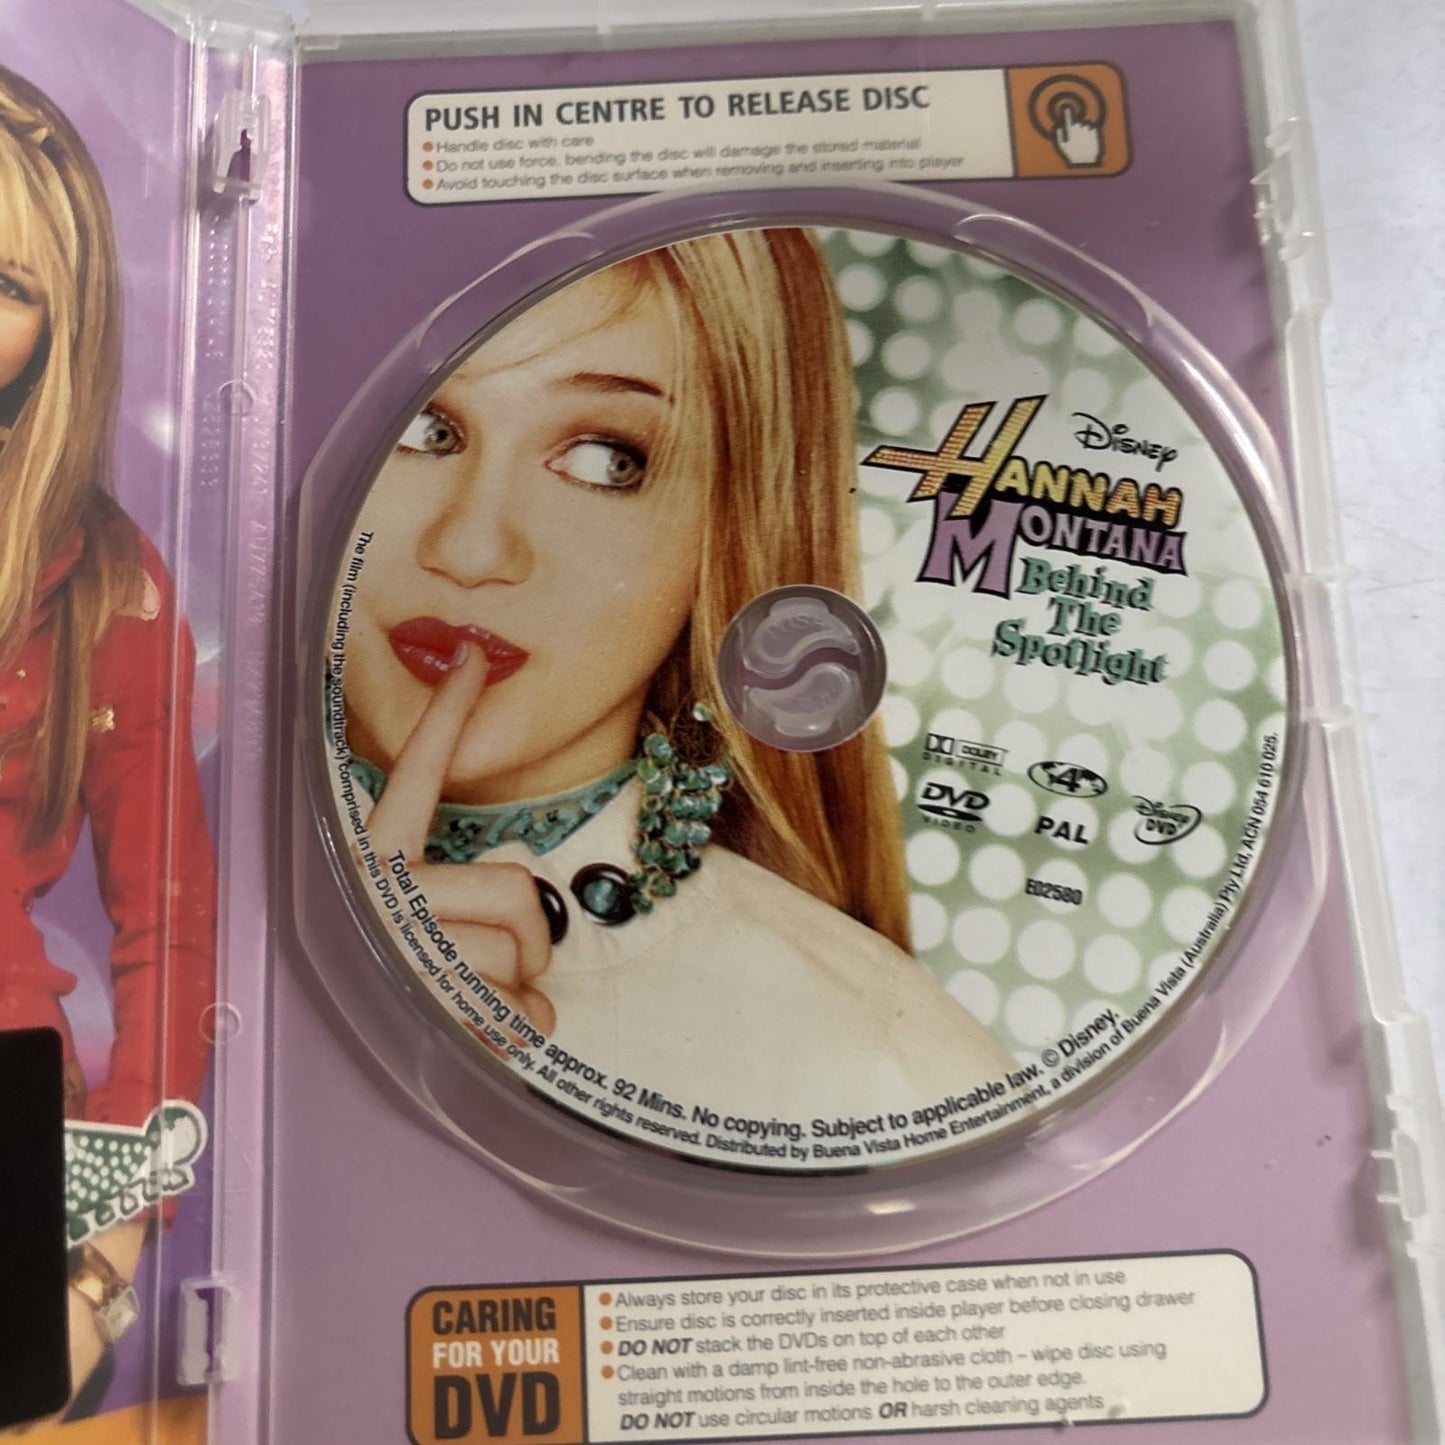 PUSH IN CENTRE TO RELEASE DISC
Handle disc with care
Do not use force, bending the disc will damage the stored material
Avoid touching the disc surface when removing and inserting into player
Disney
HANNAH
MONTANA
Behind
The
Spotlight
DOLBY
DIGITAL
4
DVD
VIDEO
PAL
Disney
DVD
E02580
Total Episode running time approx. 92 Mins. No copying. Subject to applicable law. © Disney.
The film (including the soundtrack) comprised in this DVD is licensed for home use only. All other rights reserved. Distributed by Buena Vista Home Entertainment, a division of Buena Vista (Australia) Pty Ltd, ACN 054 610 025.
CARING
FOR YOUR
DVD
Always store your disc in its protective case when not in use
Ensure disc is correctly inserted inside player before closing drawer
DO NOT stack the DVDs on top of each other
Clean with a damp lint-free non-abrasive cloth – wipe disc using
straight motions from inside the hole to the outer edge.
DO NOT use circular motions OR harsh cleaning agents